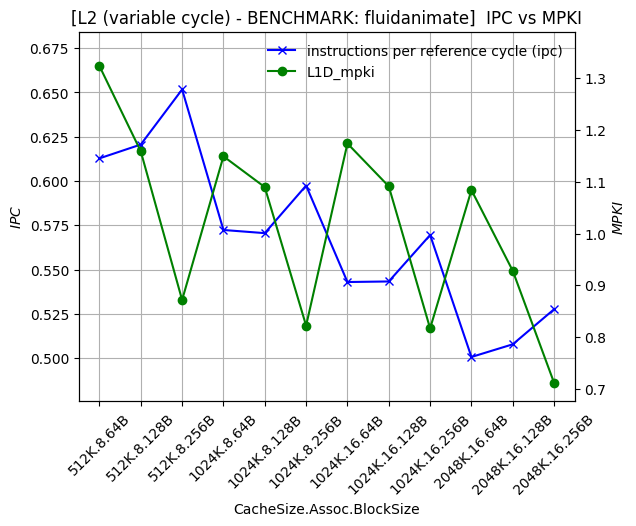 [L2 (variable cycle) - BENCHMARK: fluidanimate]  IPC vs MPKI
instructions per reference cycle (ipc)
L1D_mpki
IPC
0.675
0.650
0.625
0.600
0.575
0.550
0.525
0.500
MPKI
1.3
1.2
1.1
1.0
0.9
0.8
0.7
512K.8.64B
512K.8.128B
512K.8.256B
1024K.8.64B
1024K.8.128B
1024K.8.256B
1024K.16.64B
1024K.16.128B
1024K.16.256B
2048K.16.64B
2048K.16.128B
2048K.16.256B
CacheSize.Assoc.BlockSize